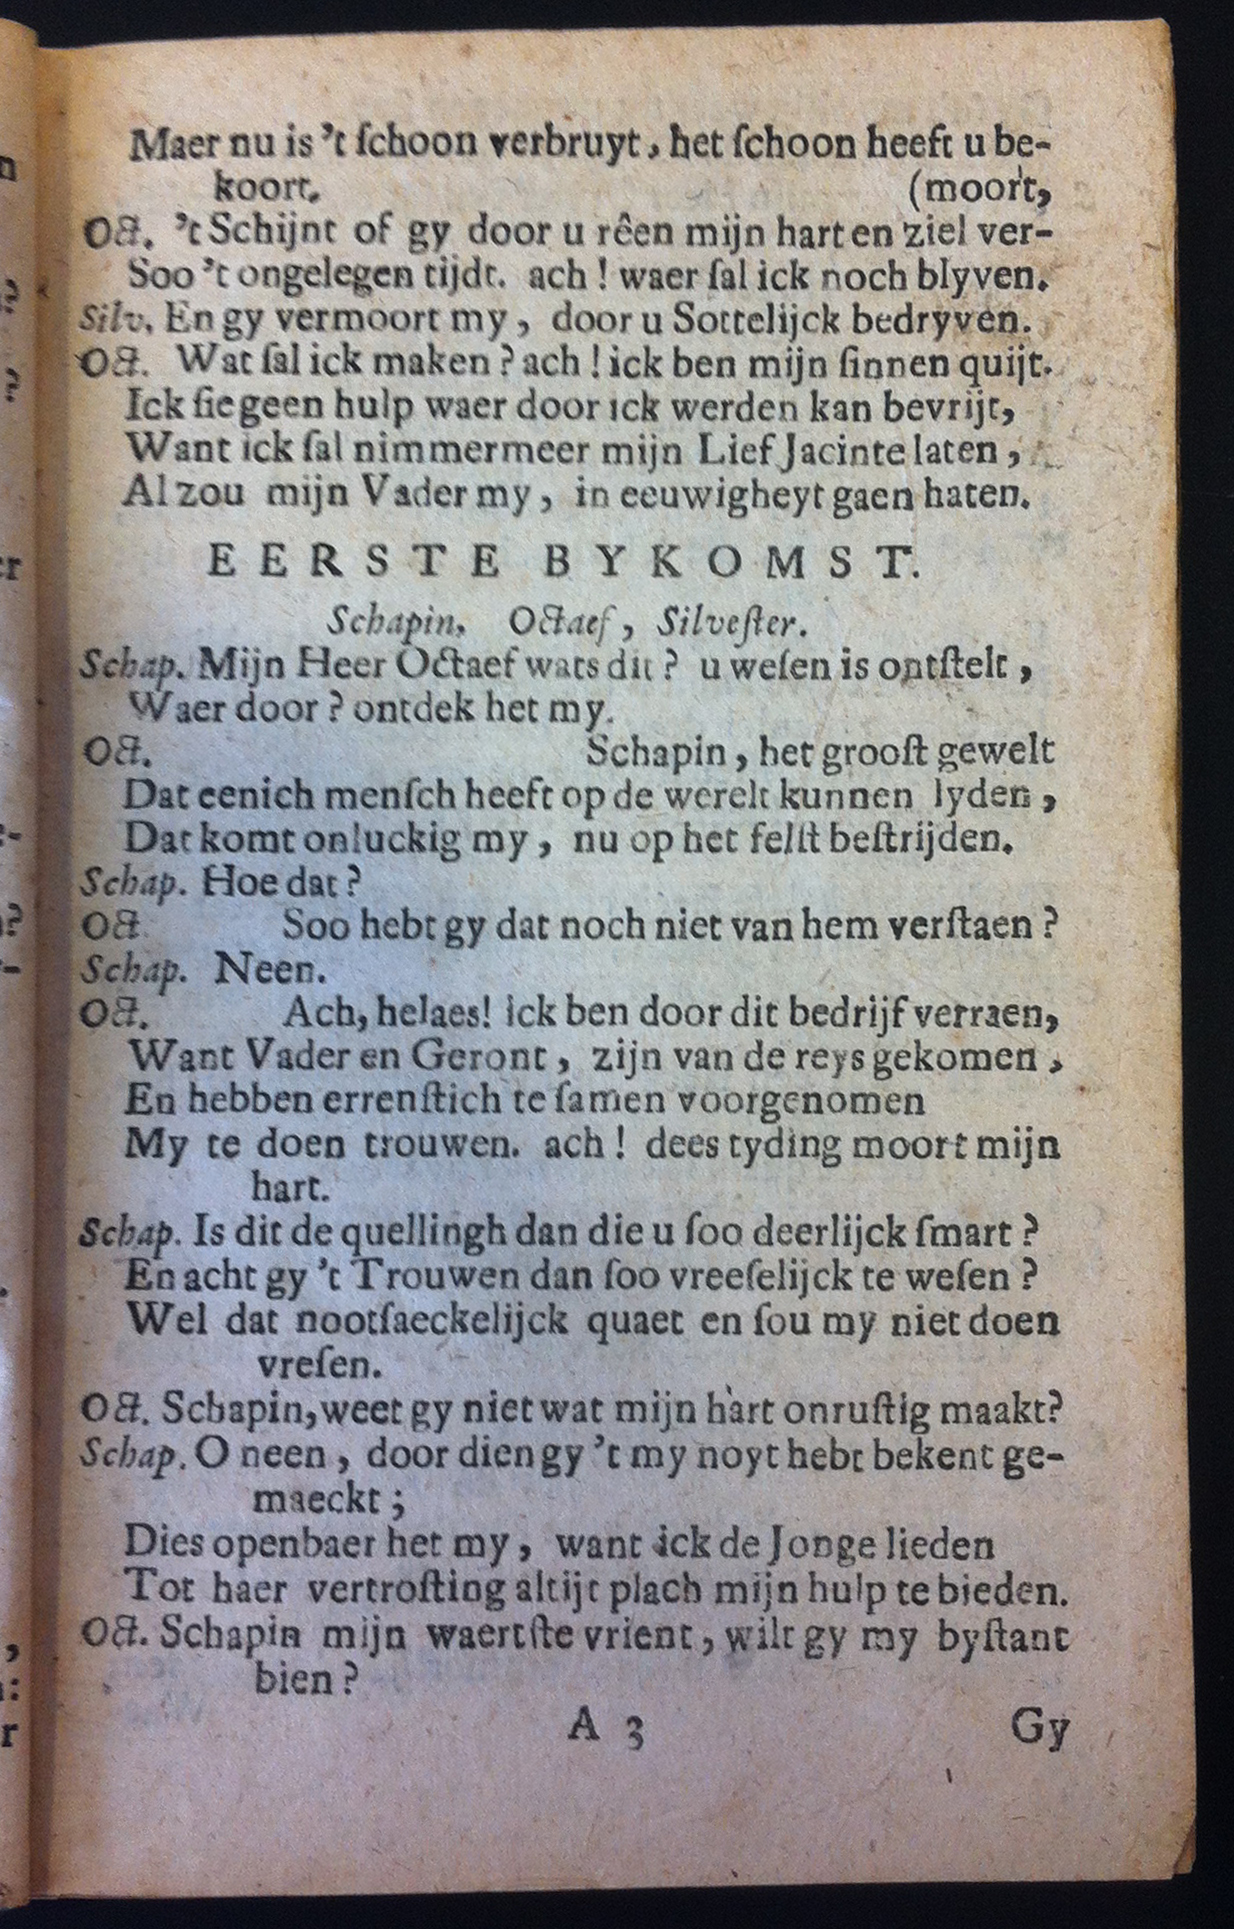 Maer nu is 't ſchoon verbruyt, het ſchoon heeft u be-
koort. (moort,
Oct. 't Schijnt of gy door u rêen mijn hart en ziel ver-
Soo 't ongelegen tijdt. ach ! waer ſal ick noch blyven.
Silv. En gy vermoort my, door u Sottelijck bedryven.
Oct. Wat ſal ick maken ? ach ! ick ben mijn ſinnen quijt.
Ick ſie geen hulp waer door ick werden kan bevrijt,
Want ick ſal nimmermeer mijn Lief Jacinte laten,
Al zou mijn Vader my, in eeuwigheyt gaen haten.
EERSTE BYKOMST.
Schapin, Octaef, Silveſter.
Schap. Mijn Heer Octaef wats dit ? u weſen is ontſtelt,
Waer door ? ontdek het my.
Oct. Schapin, het grooſt gewelt
Dat eenich menſch heeft op de werelt kunnen lyden,
Dat komt onluckig my, nu op het felſt beſtrijden.
Schap. Hoe dat ?
Oct Soo hebt gy dat noch niet van hem verſtaen ?
Schap. Neen.
Oct. Ach, helaes! ick ben door dit bedrijf verraen,
Want Vader en Geront, zijn van de reys gekomen,
En hebben errenſtich te ſamen voorgenomen
My te doen trouwen. ach ! dees tyding moort mijn
hart.
Schap. Is dit de quellingh dan die u ſoo deerlijck ſmart ?
En acht gy 't Trouwen dan ſoo vreeſelijck te weſen ?
Wel dat nootſaeckelijck quaet en ſou my niet doen
vreſen.
Oct. Schapin, weet gy niet wat mijn hart onruſtig maakt?
Schap. O neen, door dien gy 't my noyt hebt bekent ge-
maeckt ;
Dies openbaer het my, want ick de Jonge lieden
Tot haer vertroſting altijt plach mijn hulp te bieden.
Oct. Schapin mijn waertſte vrient, wilt gy my byſtant
bien ?
A 3 Gy